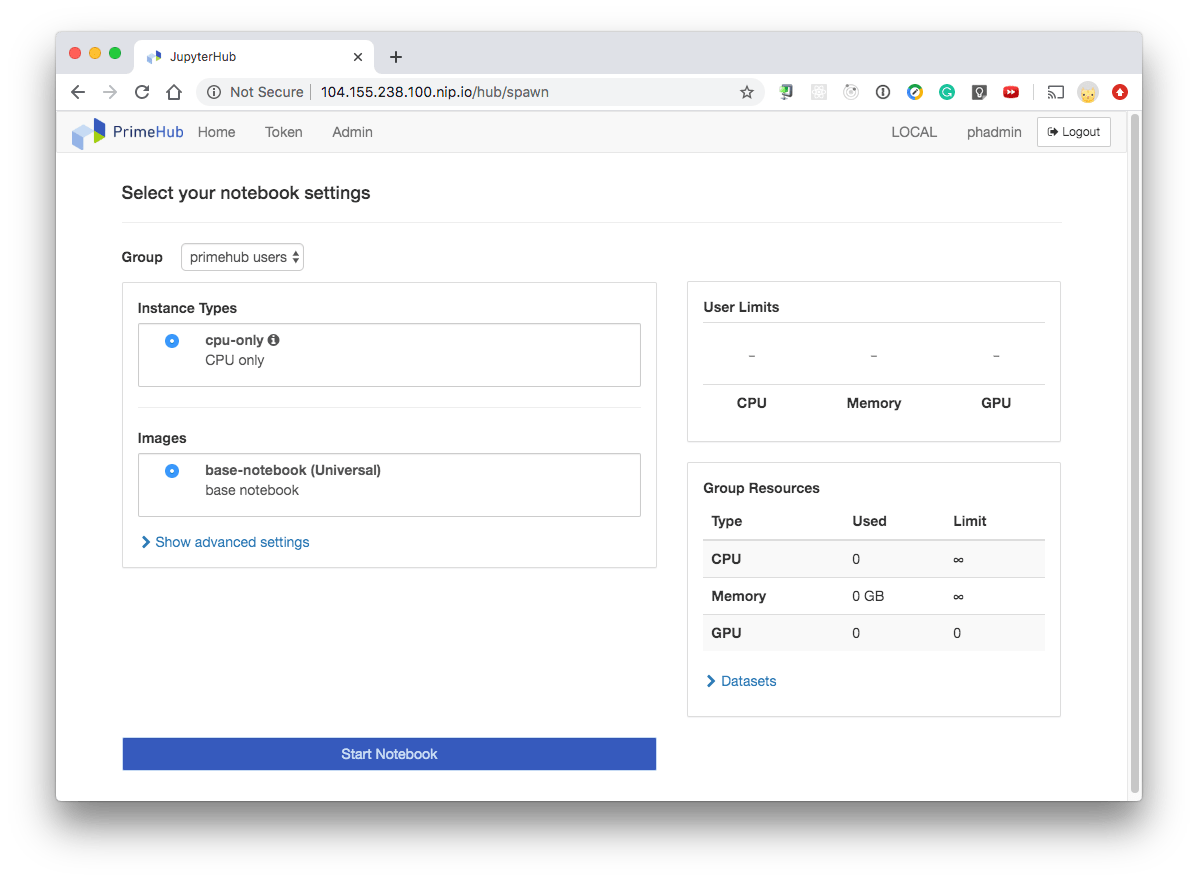 JupyterHub
Not Secure 104.155.238.100.nip.io/hub/spawn
PrimeHub Home Token Admin LOCAL phadmin Logout
Select your notebook settings
Group primehub users
Instance Types
cpu-only
CPU only
Images
base-notebook (Universal)
base notebook
Show advanced settings
Start Notebook
User Limits
- - -
CPU Memory GPU
Group Resources
Type Used Limit
CPU 0 ∞
Memory 0 GB ∞
GPU 0 0
Datasets